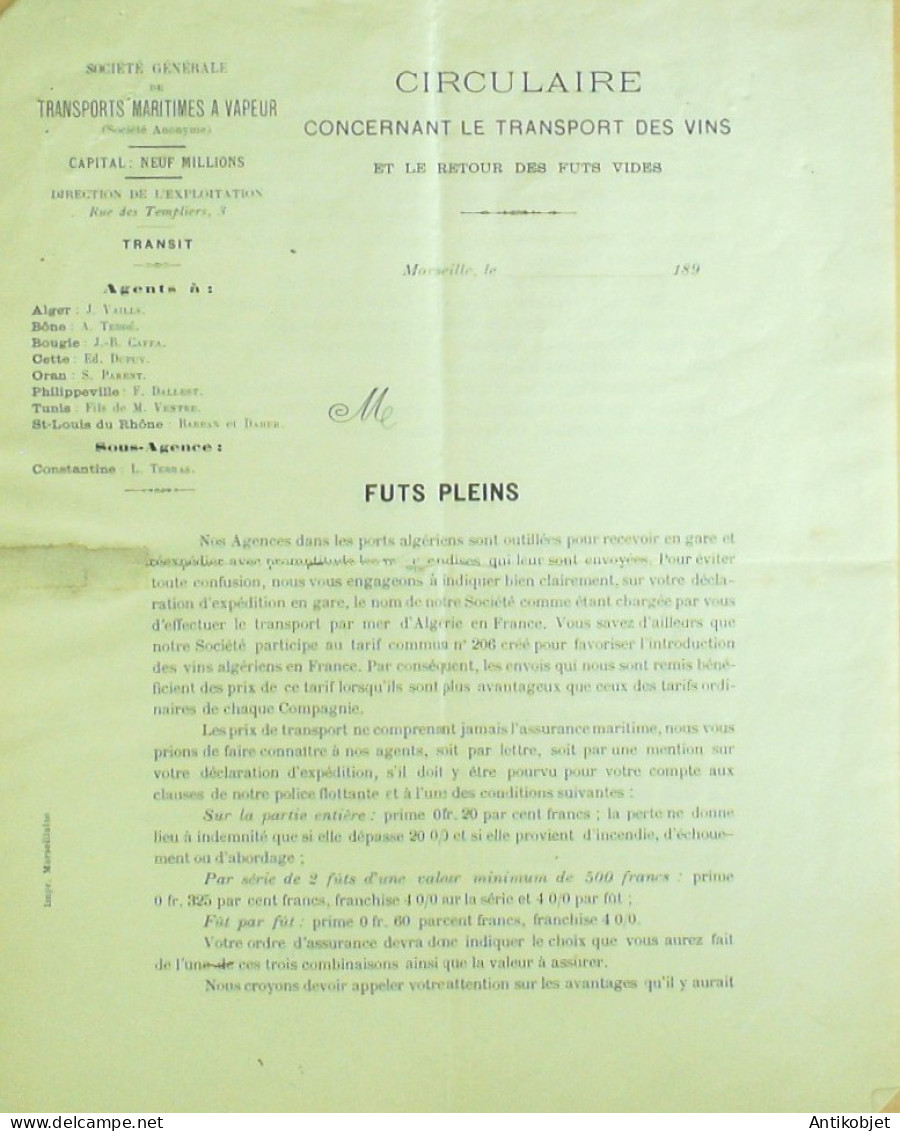 SOCIÉTÉ GÉNÉRALE
DE
TRANSPORTS MARITIMES A VAPEUR
(Société Anonyme)
CAPITAL: NEUF MILLIONS
DIRECTION DE L'EXPLOITATION
Rue des Templiers, 3
TRANSIT
Agents à :
Alger : J. VAILLS.
Bône : A. TESSÉ.
Bougie : J.-B. CAFFA.
Cette : ED. DUPUY.
Oran : S. PARENT.
Philippeville : F. DALLEST.
Tunis : Fils de M. VENTRE.
St-Louis du Rhône : BARBAN et DAHER.
Sous-Agence :
Constantine : L. TERRAS.
CIRCULAIRE
CONCERNANT LE TRANSPORT DES VINS
ET LE RETOUR DES FUTS VIDES
Marseille, le 189
M
FUTS PLEINS
Nos Agences dans les ports algériens sont outillées pour recevoir en gare et
réexpédier avec promptitude les qui leur sont envoyées. Pour éviter
toute confusion, nous vous engageons à indiquer bien clairement, sur votre décla-
ration d'expédition en gare, le nom de notre Société comme étant chargée par vous
d'effectuer le transport par mer d'Algérie en France. Vous savez d'ailleurs que
notre Société participe au tarif commun n° 206 créé pour favoriser l'introduction
des vins algériens en France. Par conséquent, les envois qui nous sont remis béné-
ficient des prix de ce tarif lorsqu'ils sont plus avantageux que ceux des tarifs ordi-
naires de chaque Compagnie.
Les prix de transport ne comprenant jamais l'assurance maritime, nous vous
prions de faire connaître à nos agents, soit par lettre, soit par une mention sur
votre déclaration d'expédition, s'il doit y être pourvu pour votre compte aux
clauses de notre police flottante et à l'une des conditions suivantes :
Sur la partie entière : prime 0fr. 20 par cent francs ; la perte ne donne
lieu à indemnité que si elle dépasse 20 0/0 et si elle provient d'incendie, d'échoue-
ment ou d'abordage ;
Par série de 2 fûts d'une valeur minimum de 500 francs : prime
0 fr. 325 par cent francs, franchise 4 0/0 sur la série et 4 0/0 par fût ;
Fût par fût : prime 0 fr. 60 par cent francs, franchise 4 0/0.
Votre ordre d'assurance devra donc indiquer le choix que vous aurez fait
de l'une de ces trois combinaisons ainsi que la valeur à assurer.
Nous croyons devoir appeler votre attention sur les avantages qu'il y aurait
Impr. Marseillaise
Antikobjet